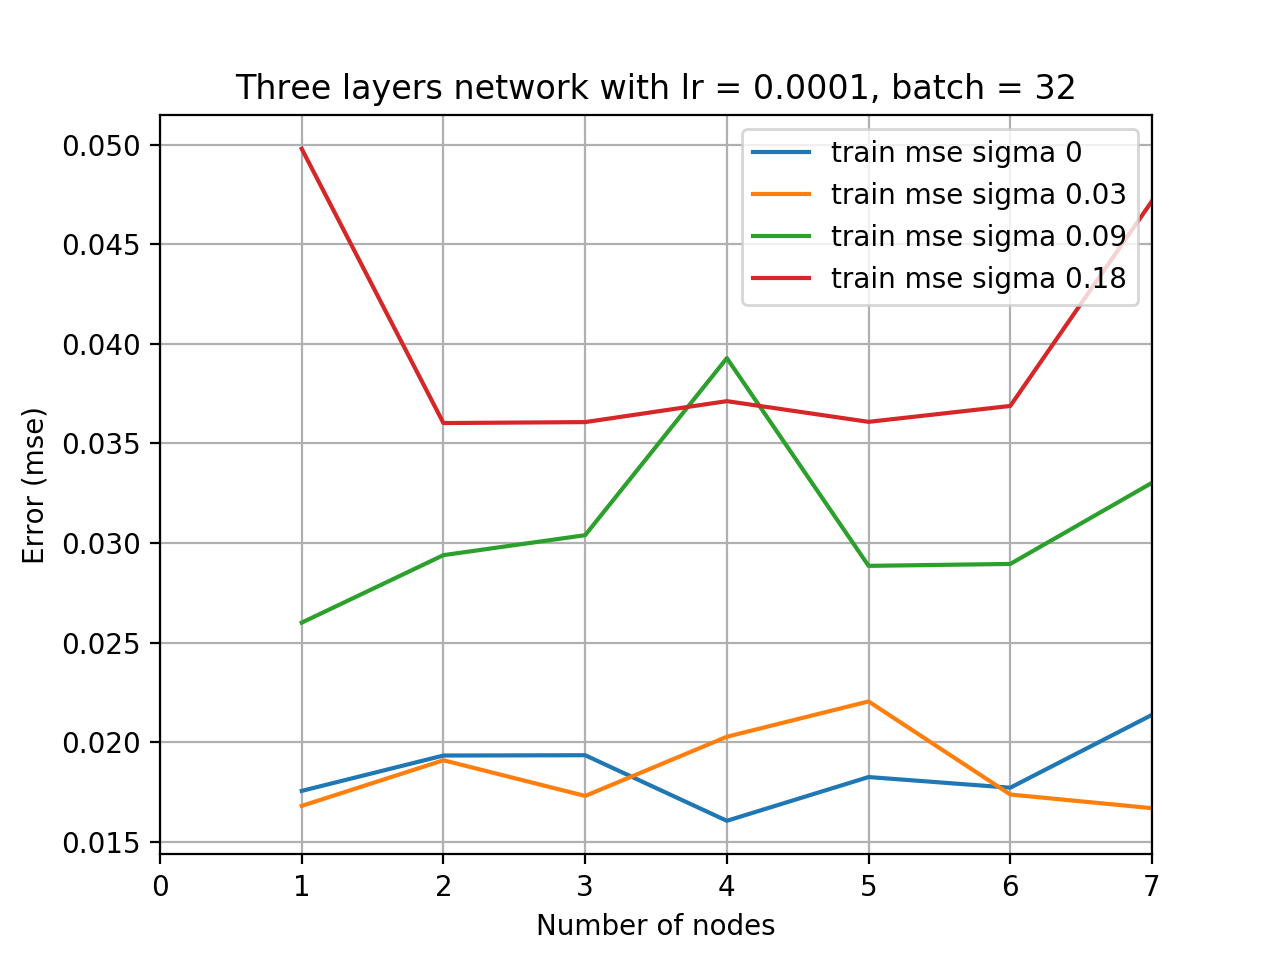 Three layers network with lr = 0.0001, batch = 32
train mse sigma 0
train mse sigma 0.03
train mse sigma 0.09
train mse sigma 0.18
0.050
0.045
0.040
0.035
0.030
0.025
0.020
0.015
Error (mse)
0 1 2 3 4 5 6 7
Number of nodes